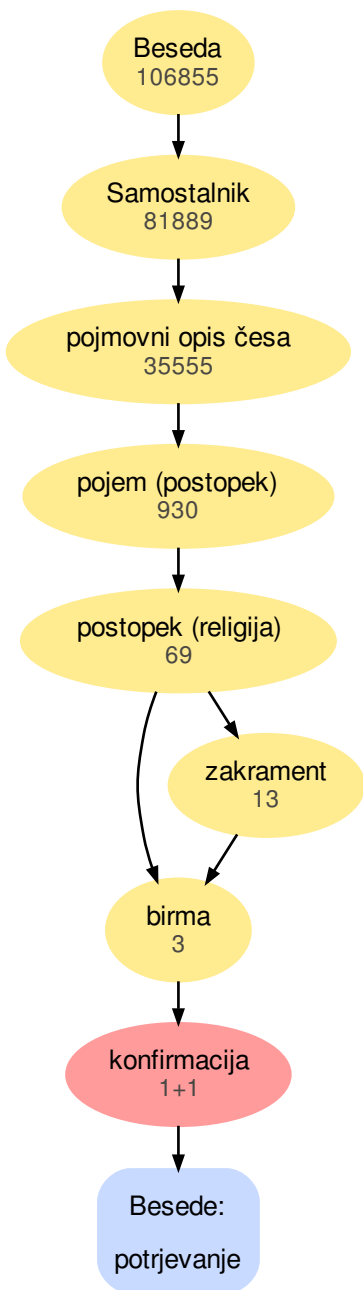 Beseda
106855
Samostalnik
81889
pojmovni opis česa
35555
pojem (postopek)
930
postopek (religija)
69
zakrament
13
birma
3
konfirmacija
1+1
Besede:
potrjevanje